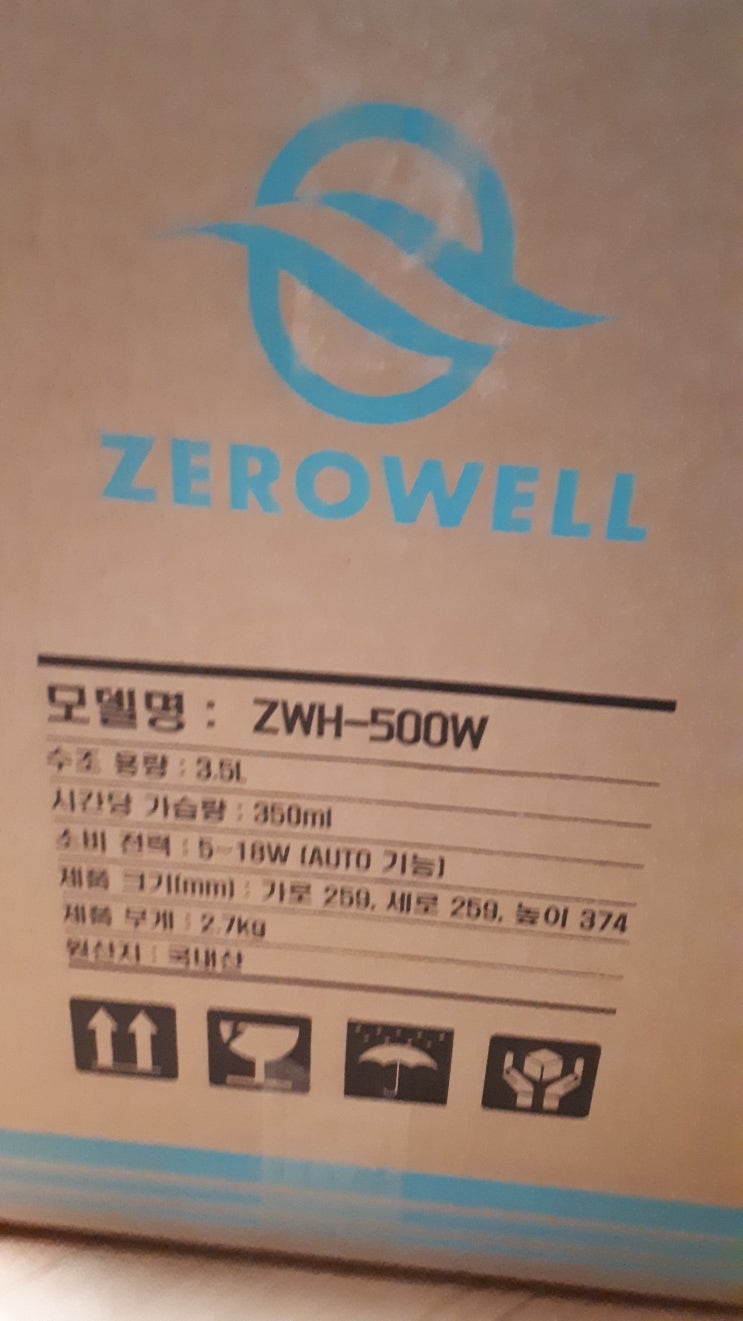 ZEROWELL
모델명 : ZWH-500W
수조 용량 : 3.5L
시간당 가습량 : 350ml
소비 전력 : 5-18W (AUTO 기능)
제품 크기(mm) : 가로 259, 세로 259, 높이 374
제품 무게 : 2.7kg
원산지 : 국내산